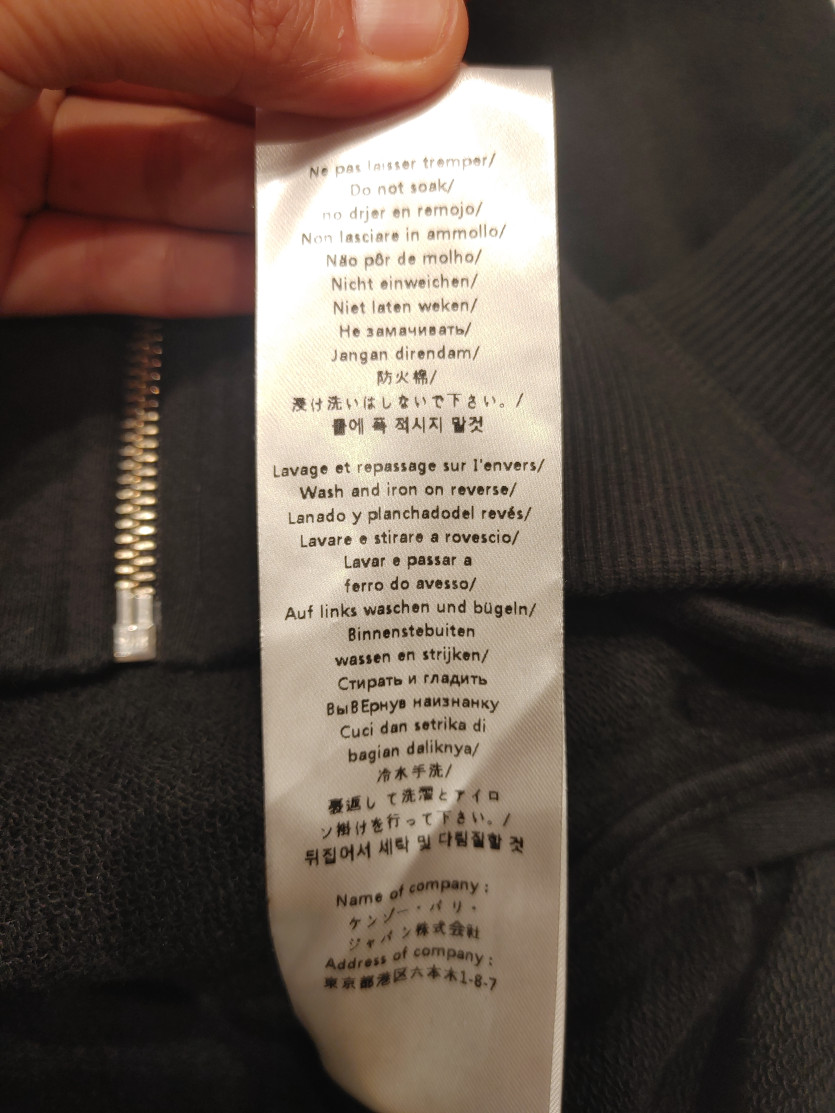 Ne pas laisser tremper/
Do not soak/
no drjer en remojo/
Non lasciare in ammollo/
Não pôr de molho/
Nicht einweichen/
Niet laten weken/
Не замачивать/
Jangan direndam/
防火棉/
浸け洗いはしないで下さい。/
물에 푹 적시지 말것
Lavage et repassage sur l'envers/
Wash and iron on reverse/
Lanado y planchadodel revés/
Lavare e stirare a rovescio/
Lavar e passar a
ferro do avesso/
Auf links waschen und bügeln/
Binnenstebuiten
wassen en strijken/
Стирать и гладить
ВыВЕрнув наизнанку
Cuci dan setrika di
bagian daliknya/
冷水手洗/
裏返して洗濯とアイロ
ン掛けを行って下さい。/
뒤집어서 세탁 및 다림질할 것
Name of company :
ケンゾー・パリ・
ジャパン株式会社
Address of company :
東京都港区六本木1-8-7